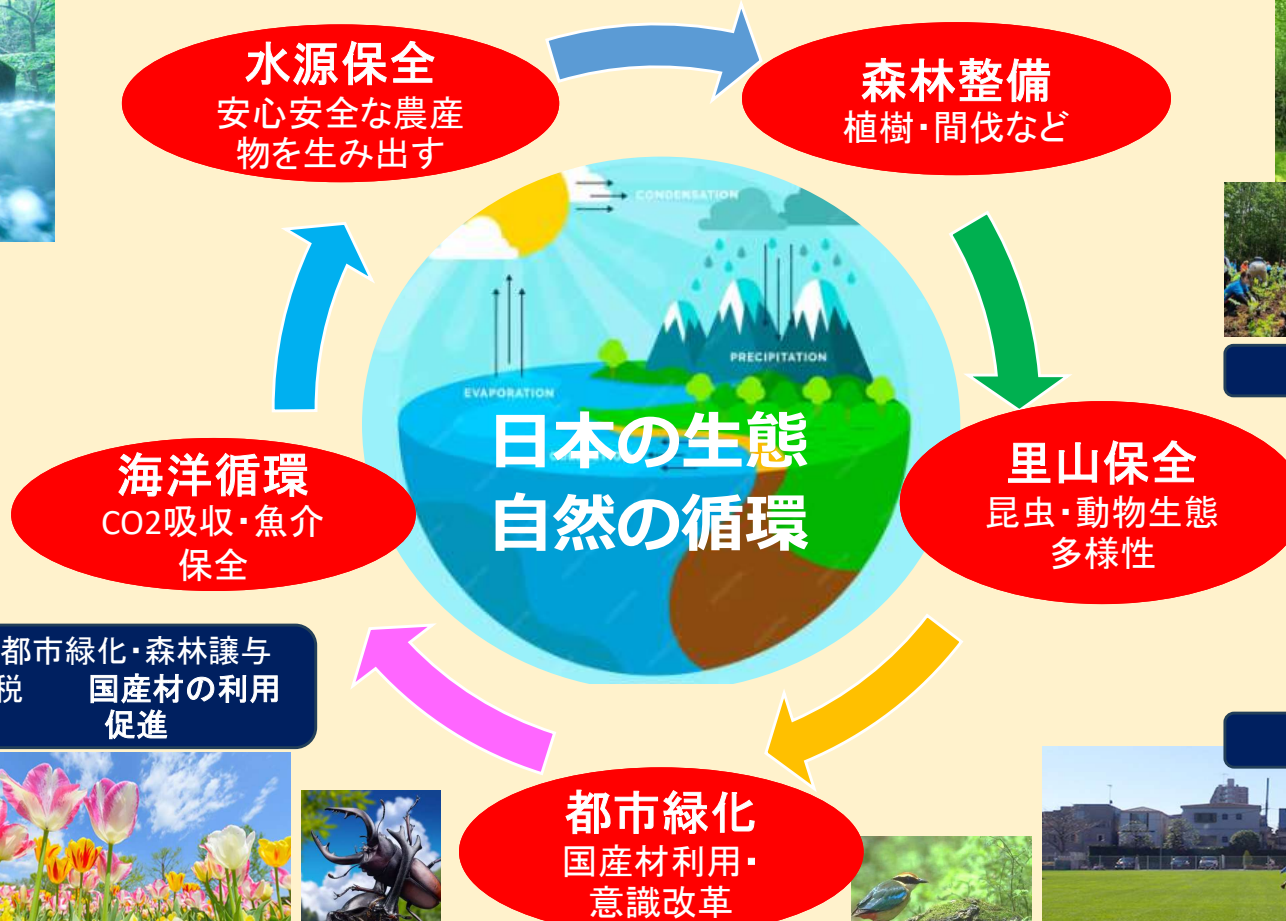 水源保全
安心安全な農産
物を生み出す
森林整備
植樹・間伐など
CONDENSATION
PRECIPITATION
EVAPORATION
日本の生態
自然の循環
海洋循環
CO2吸収・魚介
保全
里山保全
昆虫・動物生態
多様性
都市緑化・森林譲与
税 国産材の利用
促進
都市緑化
国産材利用・
意識改革